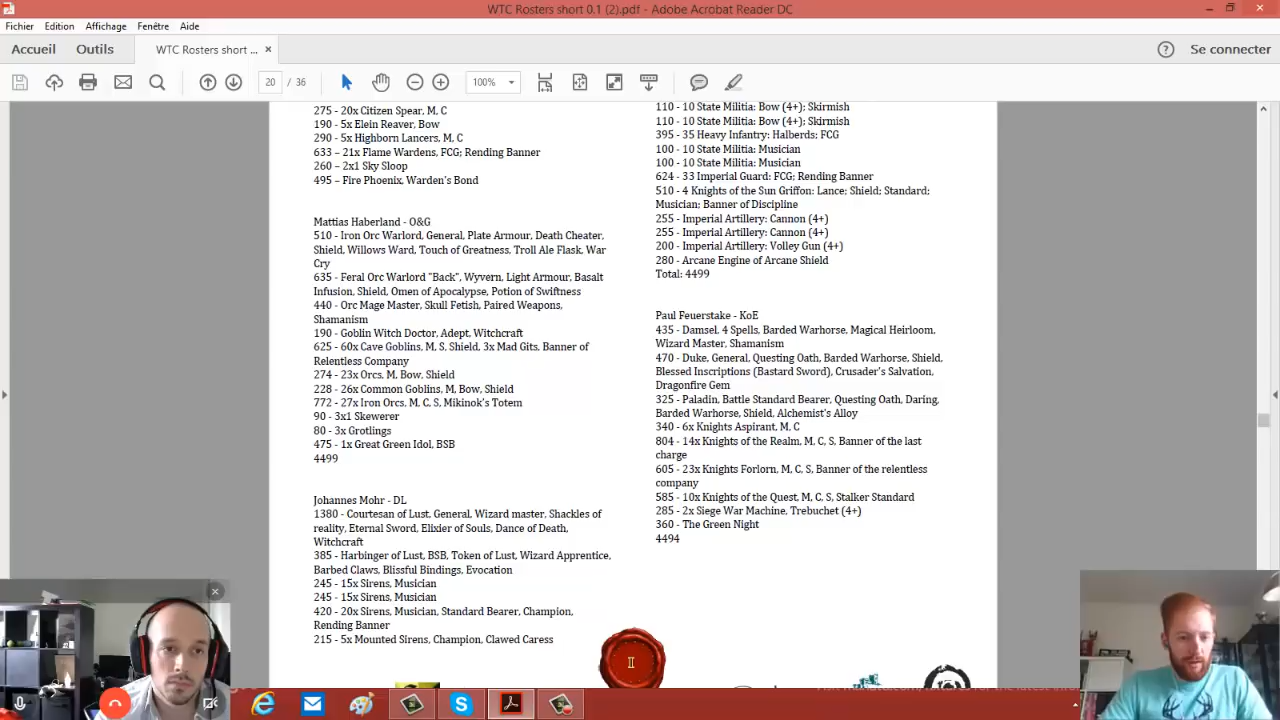 WTC Rosters short 0.1 (2).pdf - Adobe Acrobat Reader DC
Fichier Edition Affichage Fenêtre Aide
Accueil Outils WTC Rosters short ... × Se connecter
20 / 36 100%
275 - 20x Citizen Spear, M, C
190 - 5x Elein Reaver, Bow
290 - 5x Highborn Lancers, M, C
633 – 21x Flame Wardens, FCG; Rending Banner
260 – 2x1 Sky Sloop
495 – Fire Phoenix, Warden's Bond
Mattias Haberland - O&G
510 - Iron Orc Warlord, General, Plate Armour, Death Cheater,
Shield, Willows Ward, Touch of Greatness, Troll Ale Flask, War
Cry
635 - Feral Orc Warlord "Back", Wyvern, Light Armour, Basalt
Infusion, Shield, Omen of Apocalypse, Potion of Swiftness
440 - Orc Mage Master, Skull Fetish, Paired Weapons,
Shamanism
190 - Goblin Witch Doctor, Adept, Witchcraft
625 - 60x Cave Goblins, M, S, Shield, 3x Mad Gits, Banner of
Relentless Company
274 - 23x Orcs, M, Bow, Shield
228 - 26x Common Goblins, M, Bow, Shield
772 - 27x Iron Orcs, M, C, S, Mikinok's Totem
90 - 3x1 Skewerer
80 - 3x Grotlings
475 - 1x Great Green Idol, BSB
4499
Johannes Mohr - DL
1380 - Courtesan of Lust, General, Wizard master, Shackles of
reality, Eternal Sword, Elixier of Souls, Dance of Death,
Witchcraft
385 - Harbinger of Lust, BSB, Token of Lust, Wizard Apprentice,
Barbed Claws, Blissful Bindings, Evocation
245 - 15x Sirens, Musician
245 - 15x Sirens, Musician
420 - 20x Sirens, Musician, Standard Bearer, Champion,
Rending Banner
215 - 5x Mounted Sirens, Champion, Clawed Caress
110 - 10 State Militia: Bow (4+); Skirmish
110 - 10 State Militia: Bow (4+); Skirmish
395 - 35 Heavy Infantry: Halberds; FCG
100 - 10 State Militia: Musician
100 - 10 State Militia: Musician
624 - 33 Imperial Guard: FCG; Rending Banner
510 - 4 Knights of the Sun Griffon: Lance; Shield; Standard;
Musician; Banner of Discipline
255 - Imperial Artillery: Cannon (4+)
255 - Imperial Artillery: Cannon (4+)
200 - Imperial Artillery: Volley Gun (4+)
280 - Arcane Engine of Arcane Shield
Total: 4499
Paul Feuerstake - KoE
435 - Damsel, 4 Spells, Barded Warhorse, Magical Heirloom,
Wizard Master, Shamanism
470 - Duke, General, Questing Oath, Barded Warhorse, Shield,
Blessed Inscriptions (Bastard Sword), Crusader's Salvation,
Dragonfire Gem
325 - Paladin, Battle Standard Bearer, Questing Oath, Daring,
Barded Warhorse, Shield, Alchemist's Alloy
340 - 6x Knights Aspirant, M, C
804 - 14x Knights of the Realm, M, C, S, Banner of the last
charge
605 - 23x Knights Forlorn, M, C, S, Banner of the relentless
company
585 - 10x Knights of the Quest, M, C, S, Stalker Standard
285 - 2x Siege War Machine, Trebuchet (4+)
360 - The Green Night
4494